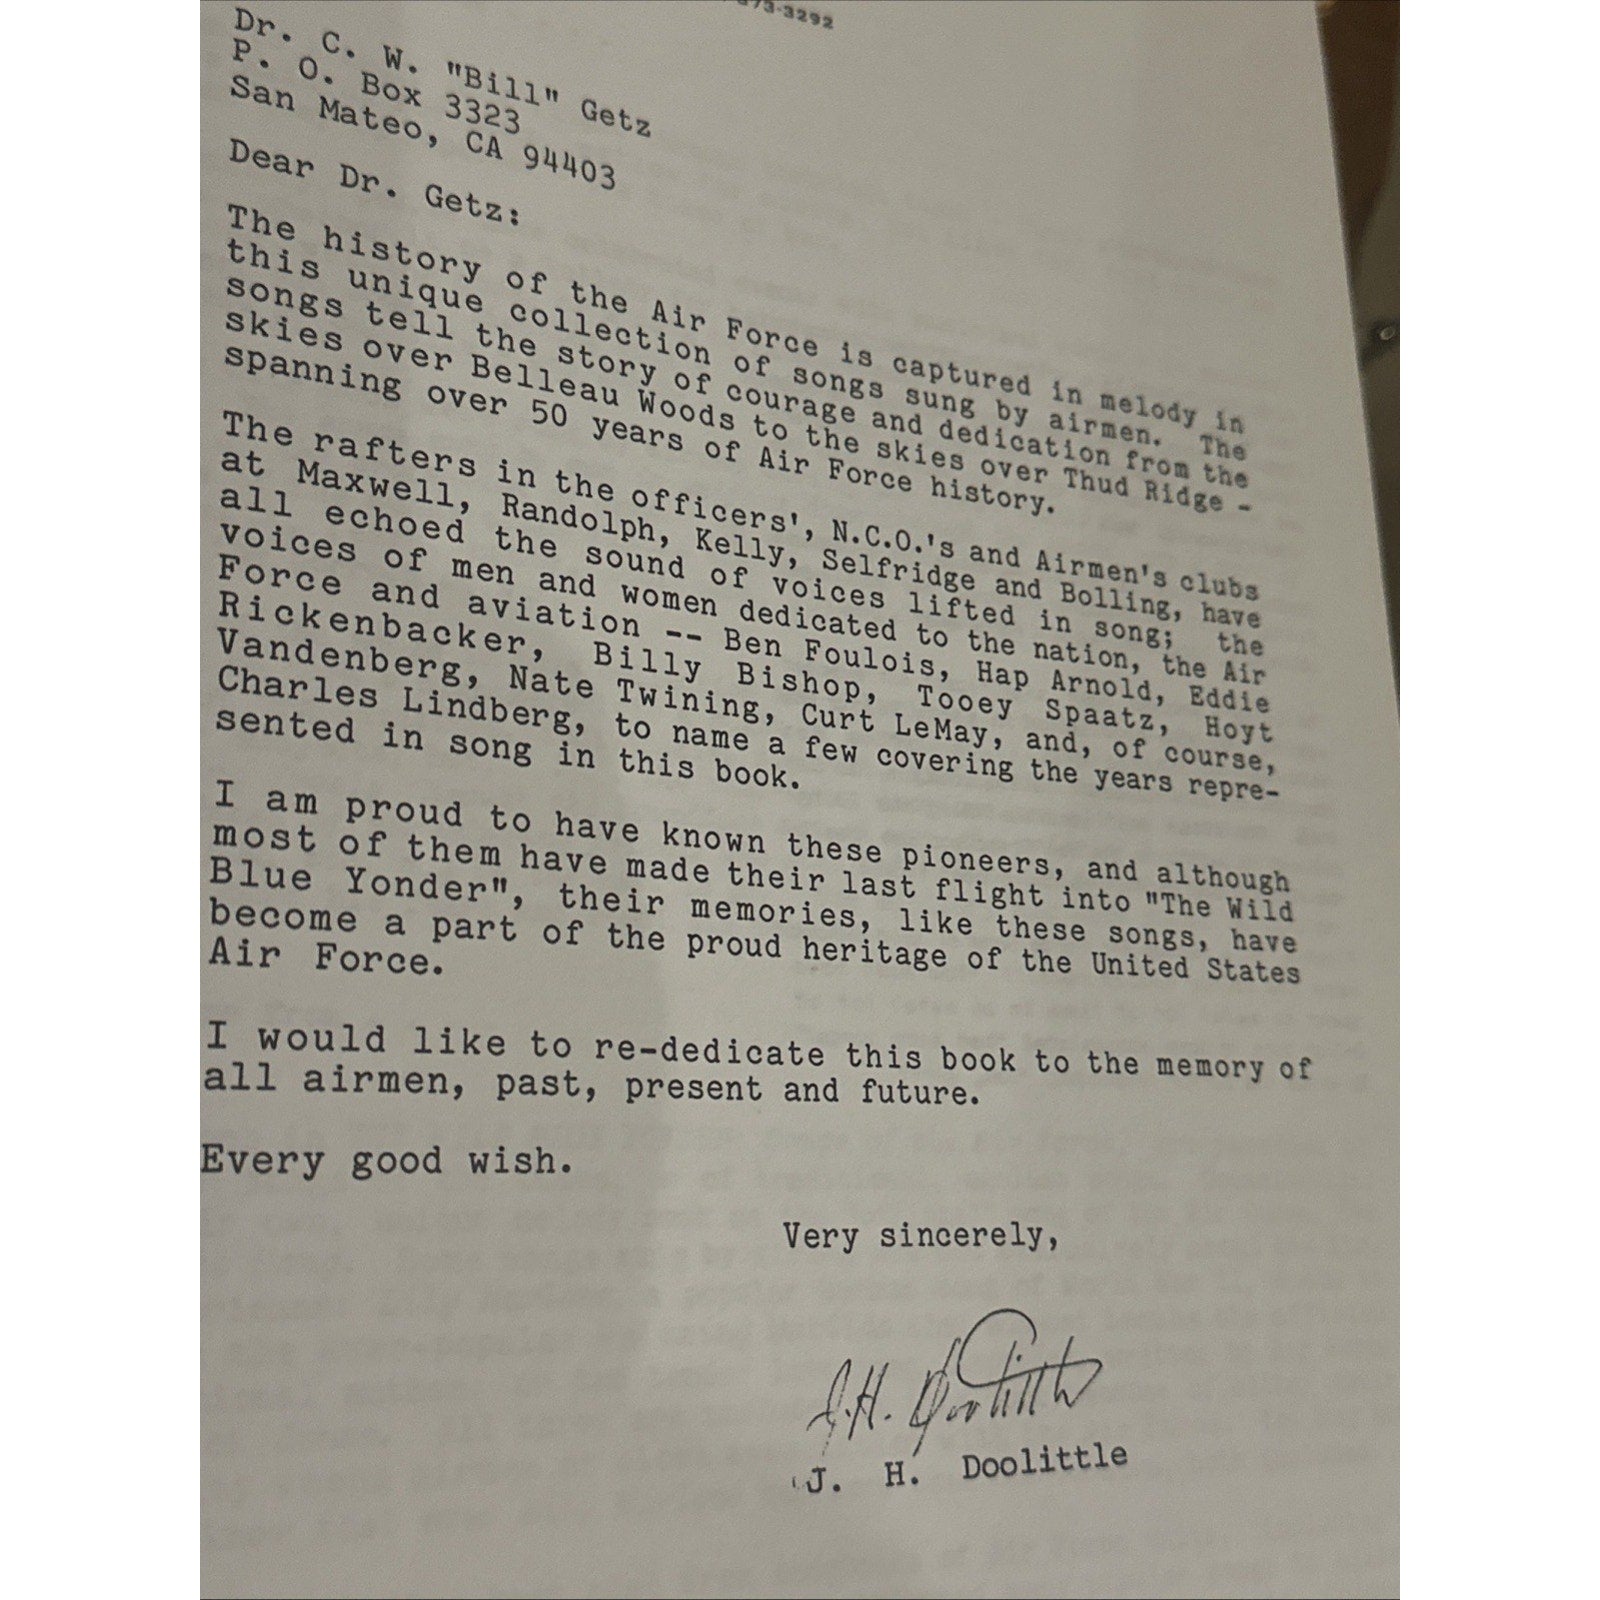 73-3292
Dr. C. W. "Bill" Getz
P. O. Box 3323
San Mateo, CA 94403
Dear Dr. Getz:
The history of the Air Force is captured in melody in
this unique collection of songs sung by airmen. The
songs tell the story of courage and dedication from the
skies over Belleau Woods to the skies over Thud Ridge -
spanning over 50 years of Air Force history.
The rafters in the officers', N.C.O.'s and Airmen's clubs
at Maxwell, Randolph, Kelly, Selfridge and Bolling, have
all echoed the sound of voices lifted in song; the
voices of men and women dedicated to the nation, the Air
Force and aviation -- Ben Foulois, Hap Arnold, Eddie
Rickenbacker, Billy Bishop, Tooey Spaatz, Hoyt
Vandenberg, Nate Twining, Curt LeMay, and, of course,
Charles Lindberg, to name a few covering the years repre-
sented in song in this book.
I am proud to have known these pioneers, and although
most of them have made their last flight into "The Wild
Blue Yonder", their memories, like these songs, have
become a part of the proud heritage of the United States
Air Force.
I would like to re-dedicate this book to the memory of
all airmen, past, present and future.
Every good wish.
Very sincerely,
J.H. Doolittle
J. H. Doolittle